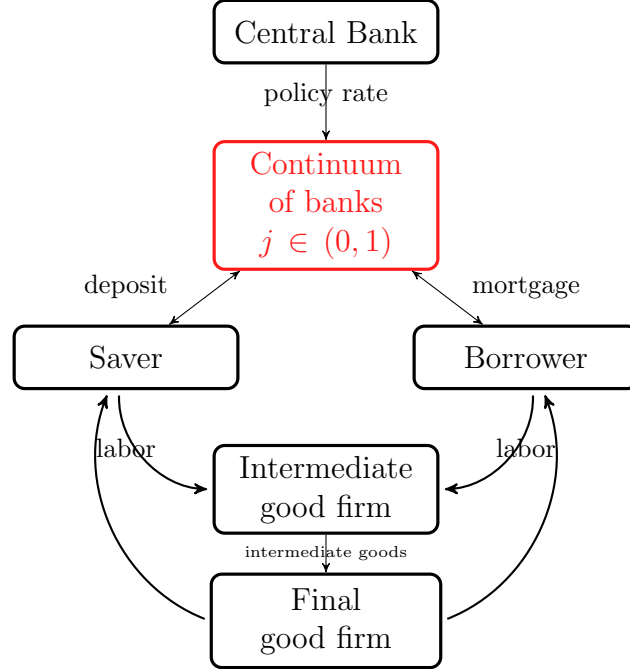 Central Bank
policy rate
Continuum
of banks
j ∈ (0, 1)
deposit
mortgage
Saver
Borrower
labor
labor
Intermediate
good firm
intermediate goods
Final
good firm